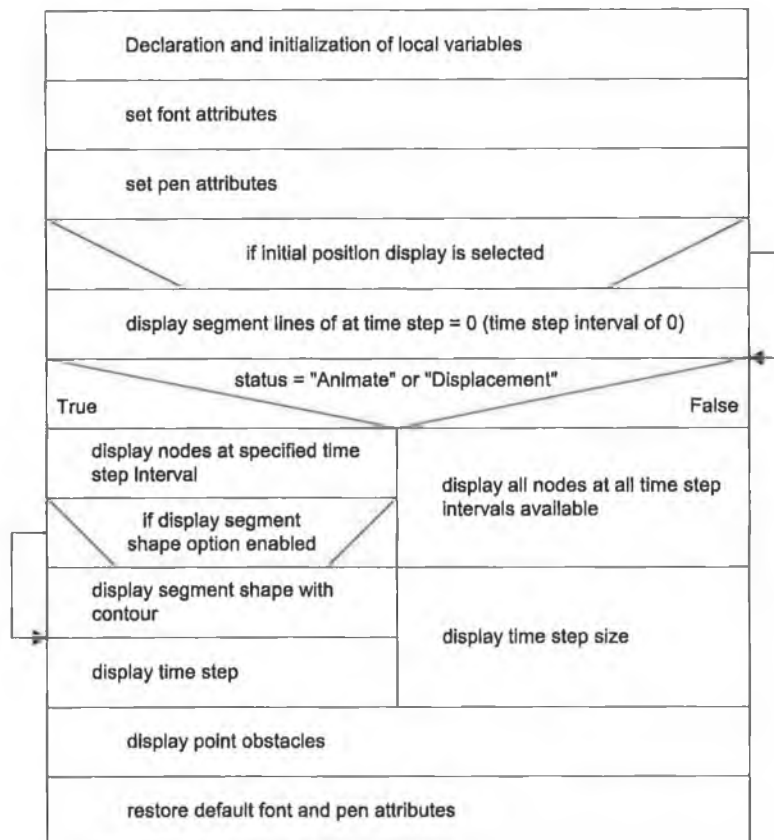 Declaration and initialization of local variables
set font attributes
set pen attributes
if initial position display is selected
display segment lines of at time step = 0 (time step interval of 0)
status = "Animate" or "Displacement"
True
False
display nodes at specified time
step Interval
if display segment
shape option enabled
display segment shape with
contour
display time step
display all nodes at all time step
intervals available
display time step size
display point obstacles
restore default font and pen attributes